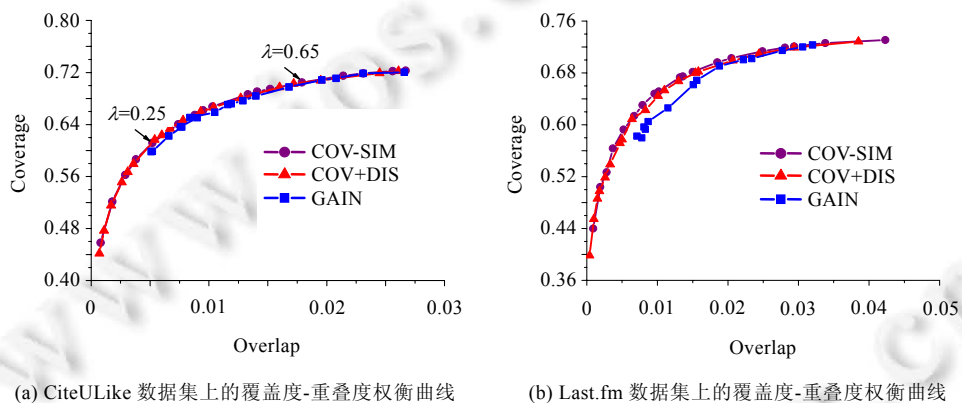 0.80
0.72
0.64
0.56
0.48
0.40
Coverage
λ=0.65
λ=0.25
COV-SIM
COV+DIS
GAIN
0 0.01 0.02 0.03
Overlap
(a) CiteULike 数据集上的覆盖度-重叠度权衡曲线
0.76
0.68
0.60
0.52
0.44
0.36
Coverage
COV-SIM
COV+DIS
GAIN
0 0.01 0.02 0.03 0.04 0.05
Overlap
(b) Last.fm 数据集上的覆盖度-重叠度权衡曲线